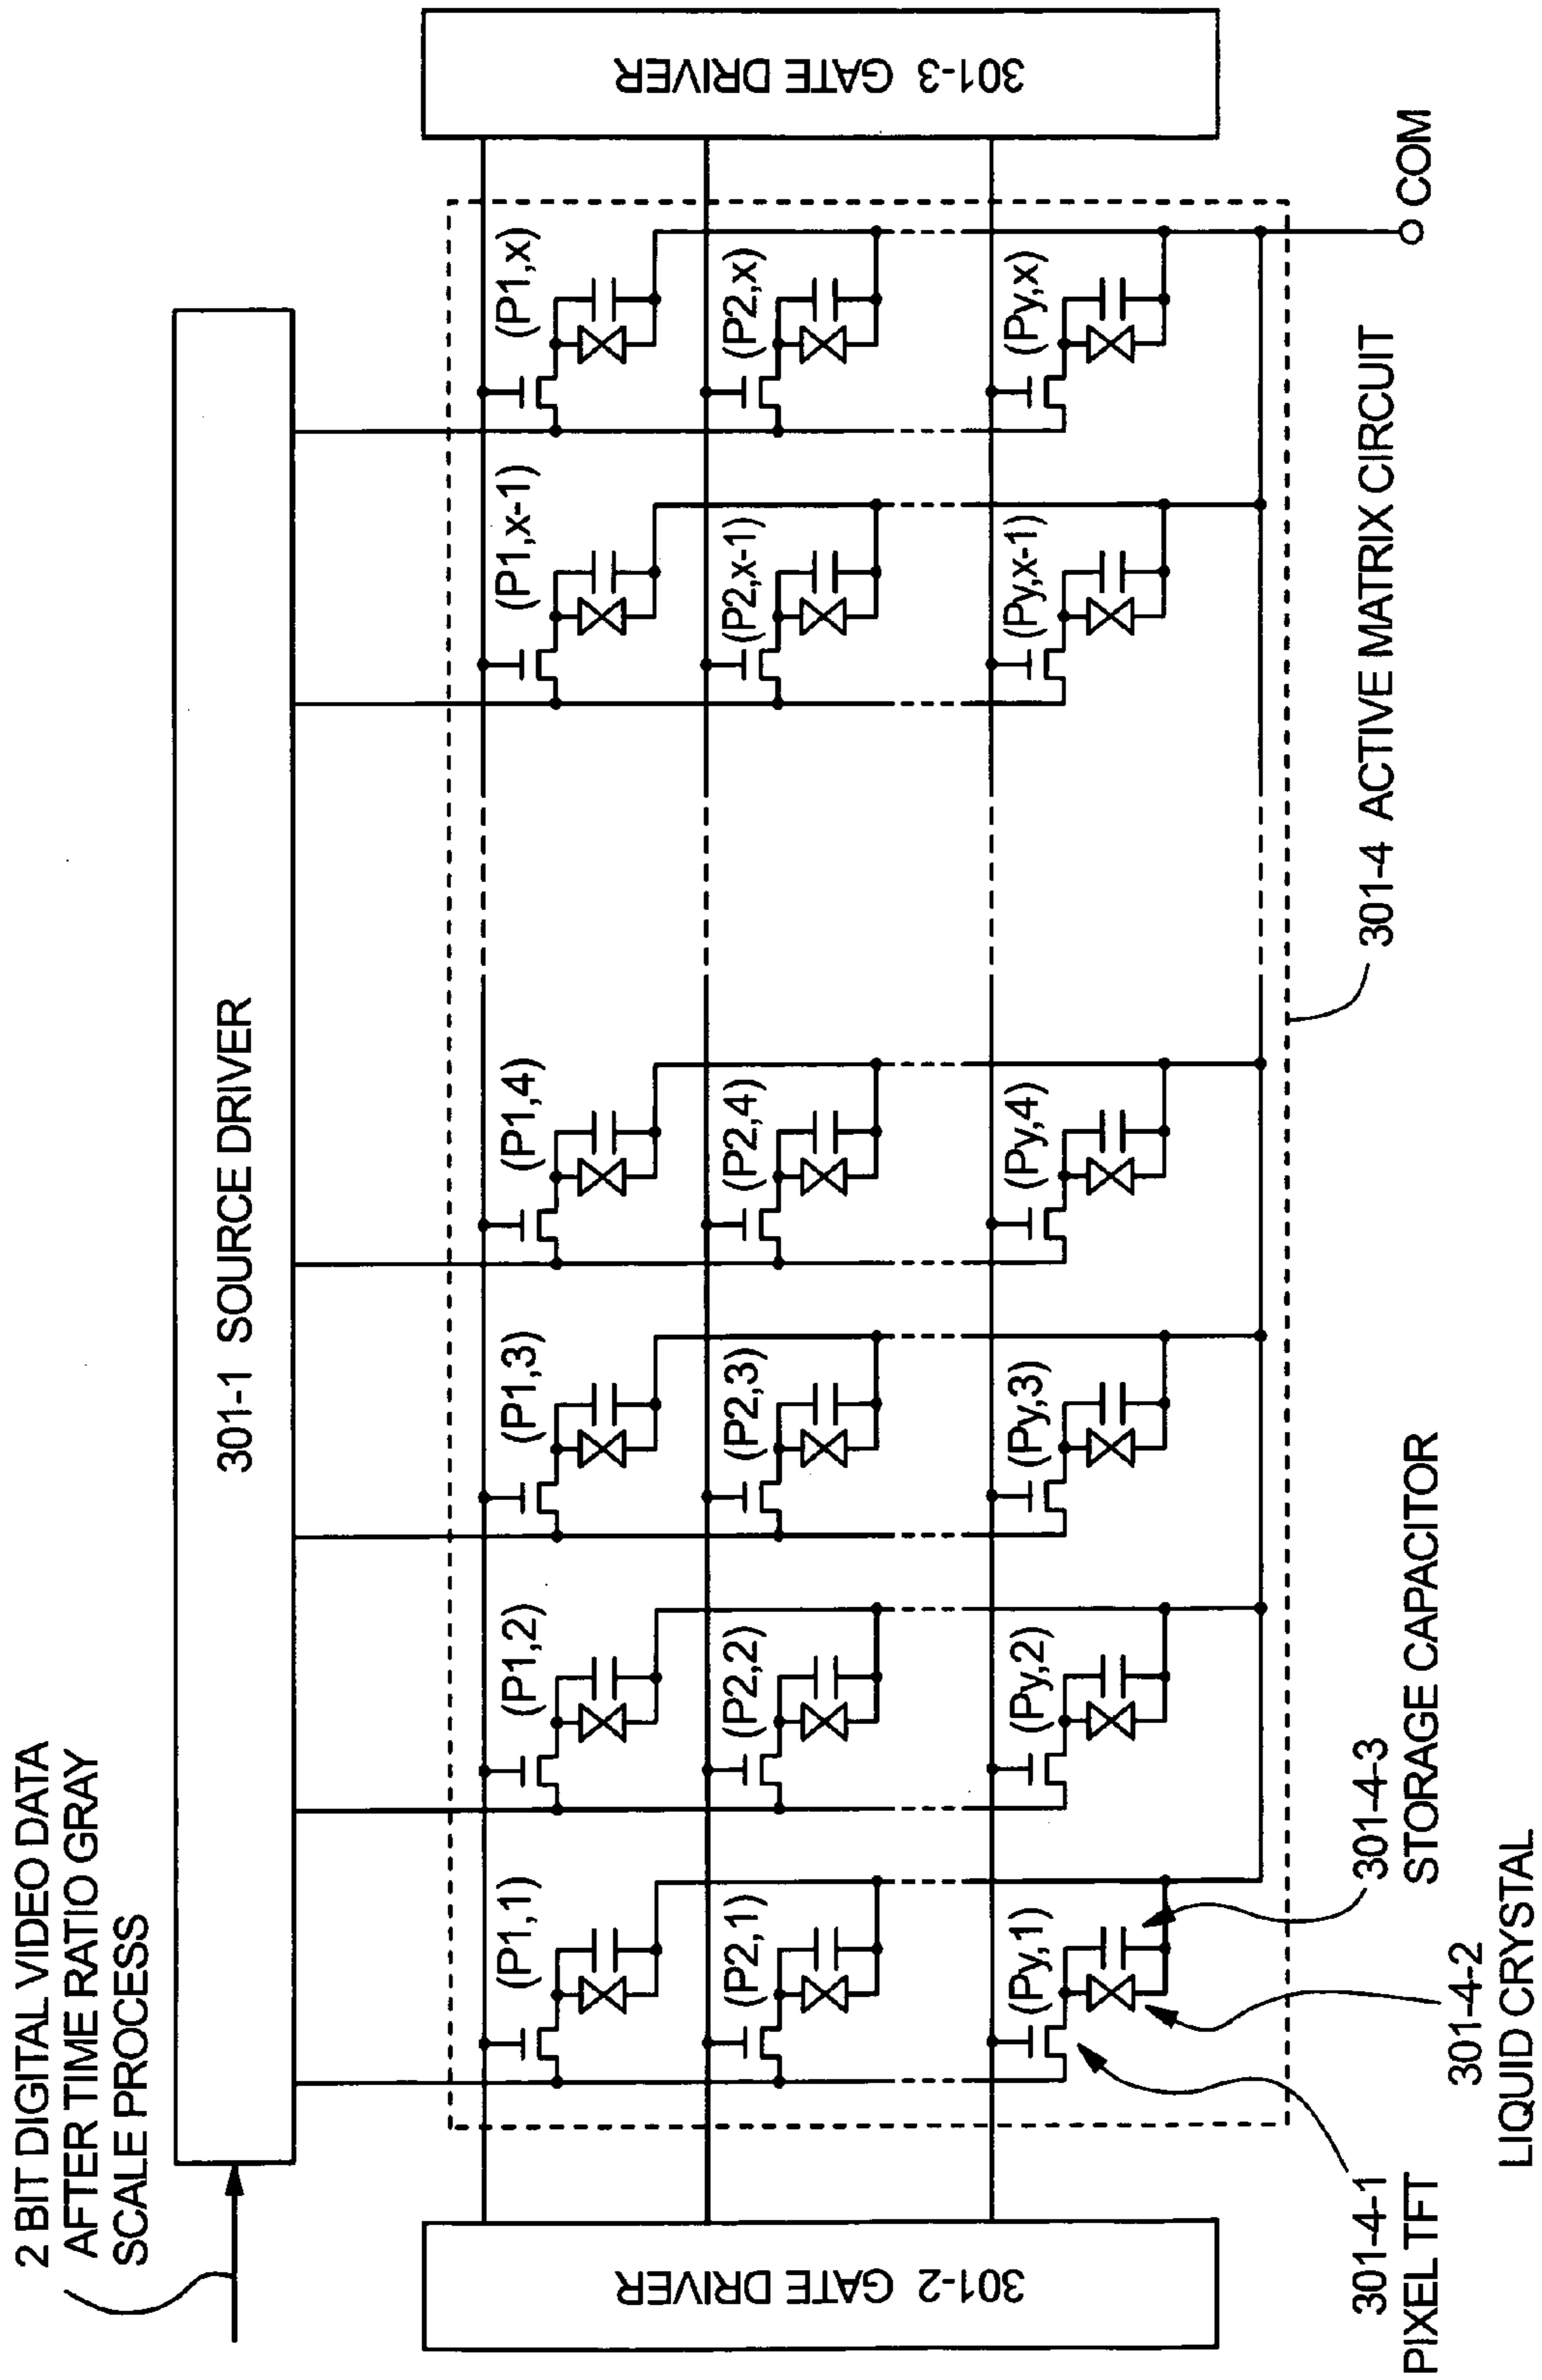 2 BIT DIGITAL VIDEO DATA
AFTER TIME RATIO GRAY
SCALE PROCESS
301-1 SOURCE DRIVER
301-2 GATE DRIVER
301-3 GATE DRIVER
(P1,1)
(P1,2)
(P1,3)
(P1,4)
(P1,x-1)
(P1,x)
(P2,1)
(P2,2)
(P2,3)
(P2,4)
(P2,x-1)
(P2,x)
(Py,1)
(Py,2)
(Py,3)
(Py,4)
(Py,x-1)
(Py,x)
COM
301-4-1
PIXEL TFT
301-4-2
LIQUID CRYSTAL
301-4-3
STORAGE CAPACITOR
301-4 ACTIVE MATRIX CIRCUIT